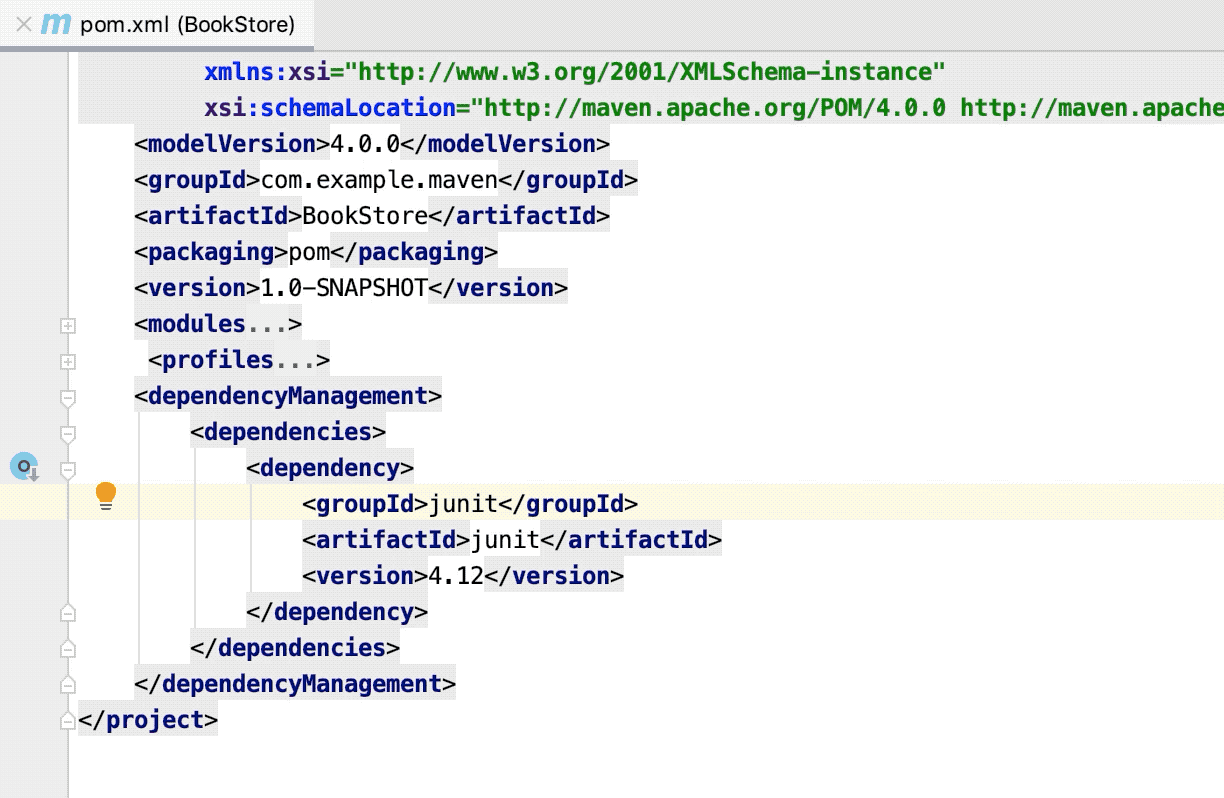 m pom.xml (BookStore)
xmlns:xsi="http://www.w3.org/2001/XMLSchema-instance"
xsi:schemaLocation="http://maven.apache.org/POM/4.0.0 http://maven.apache
<modelVersion>4.0.0</modelVersion>
<groupId>com.example.maven</groupId>
<artifactId>BookStore</artifactId>
<packaging>pom</packaging>
<version>1.0-SNAPSHOT</version>
<modules...>
<profiles...>
<dependencyManagement>
<dependencies>
<dependency>
<groupId>junit</groupId>
<artifactId>junit</artifactId>
<version>4.12</version>
</dependency>
</dependencies>
</dependencyManagement>
</project>